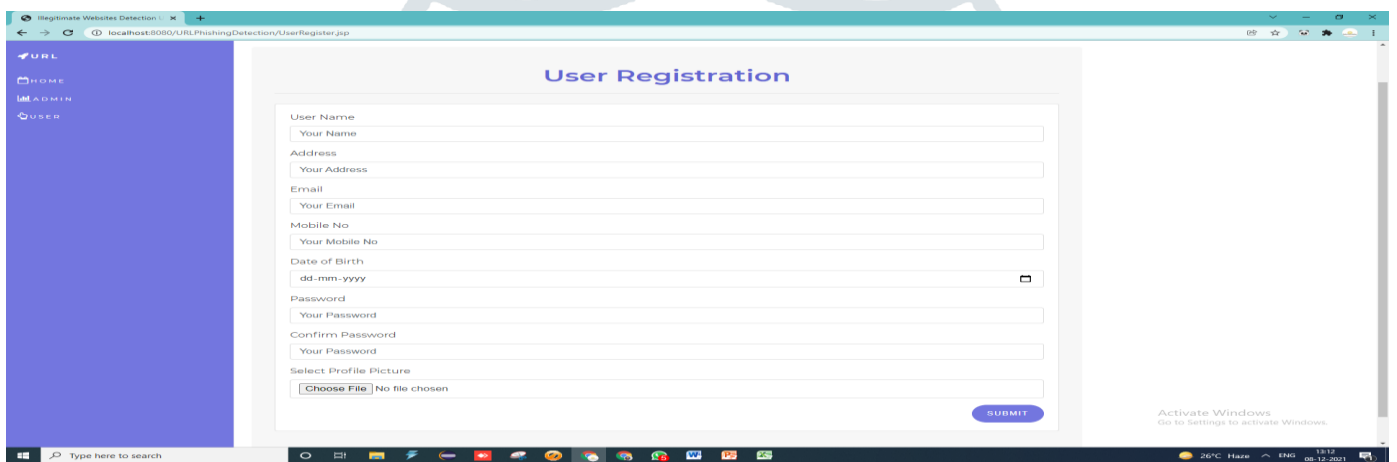 Illegitimate Websites Detection U
localhost:8080/URLPhishingDetection/UserRegister.jsp
URL
HOME
ADMIN
USER
User Registration
User Name
Your Name
Address
Your Address
Email
Your Email
Mobile No
Your Mobile No
Date of Birth
dd-mm-yyyy
Password
Your Password
Confirm Password
Your Password
Select Profile Picture
Choose File No file chosen
SUBMIT
Activate Windows
Go to Settings to activate Windows.
Type here to search
26°C Haze
ENG
13:12
08-12-2021